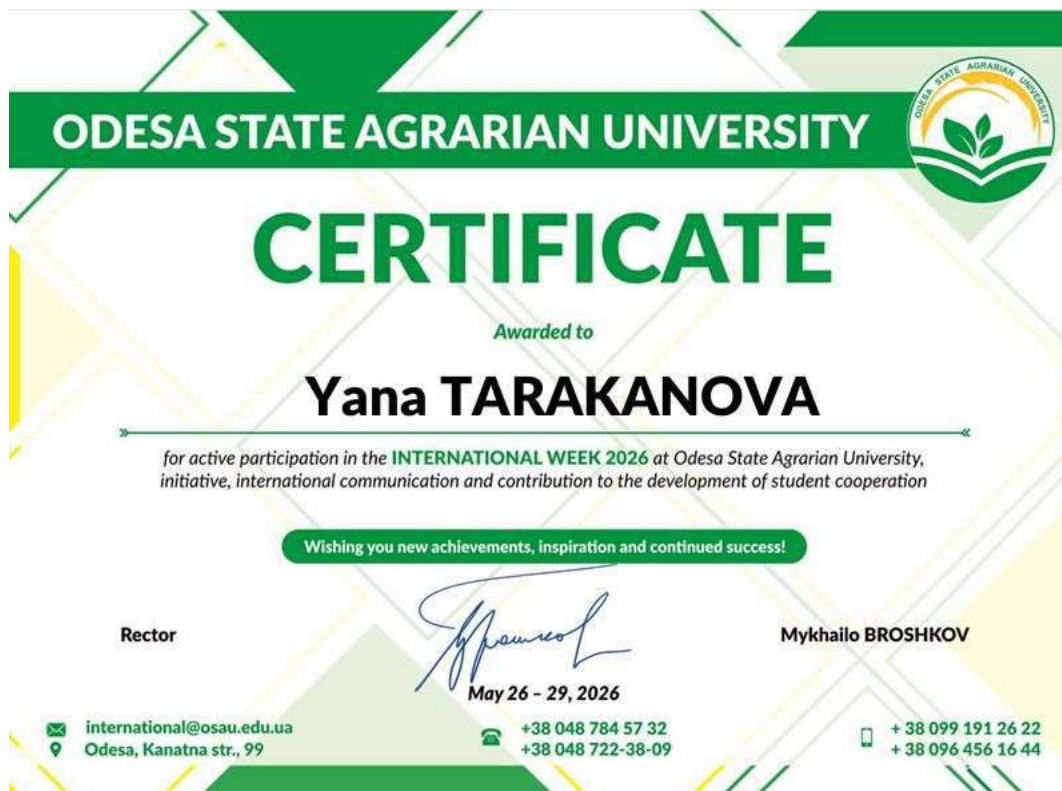 ODESA STATE AGRARIAN UNIVERSITY
ODESA STATE AGRARIAN UNIVERSITY
CERTIFICATE
Awarded to
Yana TARAKANOVA
for active participation in the INTERNATIONAL WEEK 2026 at Odesa State Agrarian University,
initiative, international communication and contribution to the development of student cooperation
Wishing you new achievements, inspiration and continued success!
Rector
Mykhailo BROSHKOV
May 26 – 29, 2026
international@osau.edu.ua
Odesa, Kanatna str., 99
+38 048 784 57 32
+38 048 722-38-09
+ 38 099 191 26 22
+ 38 096 456 16 44